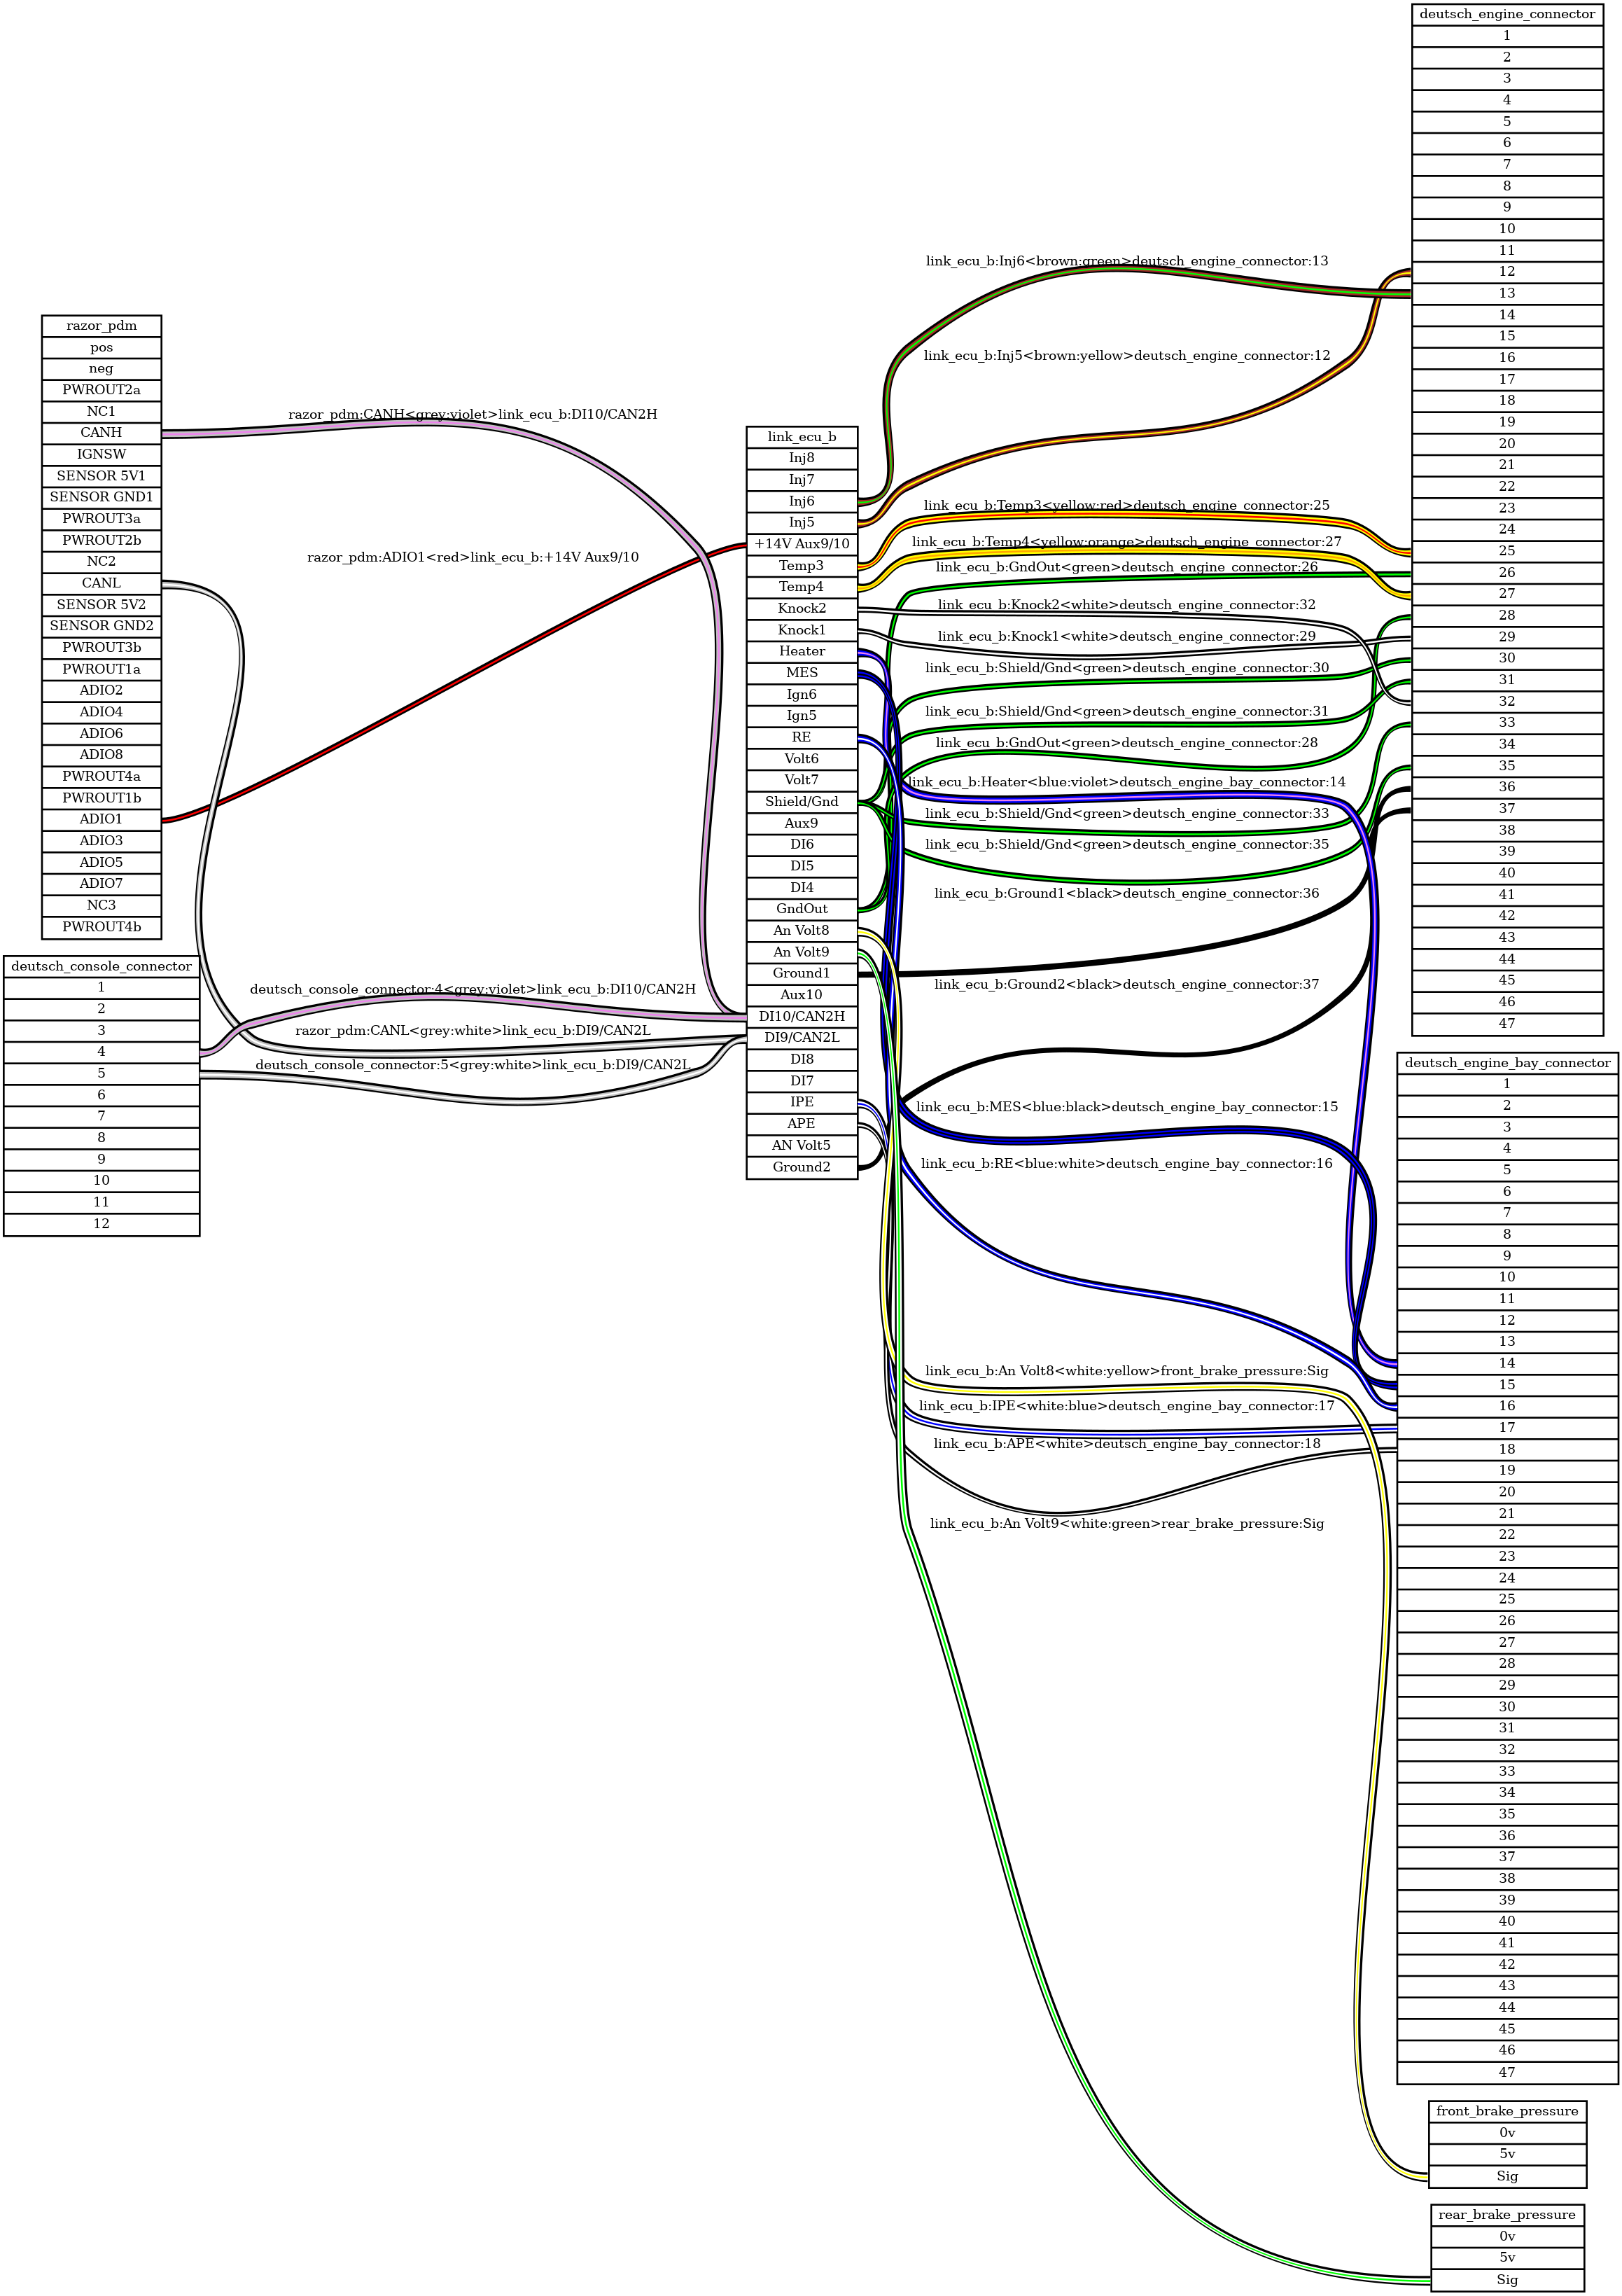 razor_pdm
pos
neg
PWROUT2a
NC1
CANH
IGNSW
SENSOR 5V1
SENSOR GND1
PWROUT3a
PWROUT2b
NC2
CANL
SENSOR 5V2
SENSOR GND2
PWROUT3b
PWROUT1a
ADIO2
ADIO4
ADIO6
ADIO8
PWROUT4a
PWROUT1b
ADIO1
ADIO3
ADIO5
ADIO7
NC3
PWROUT4b
deutsch_console_connector
1
2
3
4
5
6
7
8
9
10
11
12
razor_pdm:CANH<grey:violet>link_ecu_b:DI10/CAN2H
razor_pdm:ADIO1<red>link_ecu_b:+14V Aux9/10
deutsch_console_connector:4<grey:violet>link_ecu_b:DI10/CAN2H
razor_pdm:CANL<grey:white>link_ecu_b:DI9/CAN2L
deutsch_console_connector:5<grey:white>link_ecu_b:DI9/CAN2L
link_ecu_b
Inj8
Inj7
Inj6
Inj5
+14V Aux9/10
Temp3
Temp4
Knock2
Knock1
Heater
MES
Ign6
Ign5
RE
Volt6
Volt7
Shield/Gnd
Aux9
DI6
DI5
DI4
GndOut
An Volt8
An Volt9
Ground1
Aux10
DI10/CAN2H
DI9/CAN2L
DI8
DI7
IPE
APE
AN Volt5
Ground2
link_ecu_b:Inj6<brown:green>deutsch_engine_connector:13
link_ecu_b:Inj5<brown:yellow>deutsch_engine_connector:12
link_ecu_b:Temp3<yellow:red>deutsch_engine_connector:25
link_ecu_b:Temp4<yellow:orange>deutsch_engine_connector:27
link_ecu_b:GndOut<green>deutsch_engine_connector:26
link_ecu_b:Knock2<white>deutsch_engine_connector:32
link_ecu_b:Knock1<white>deutsch_engine_connector:29
link_ecu_b:Shield/Gnd<green>deutsch_engine_connector:30
link_ecu_b:Shield/Gnd<green>deutsch_engine_connector:31
link_ecu_b:GndOut<green>deutsch_engine_connector:28
link_ecu_b:Heater<blue:violet>deutsch_engine_bay_connector:14
link_ecu_b:Shield/Gnd<green>deutsch_engine_connector:33
link_ecu_b:Shield/Gnd<green>deutsch_engine_connector:35
link_ecu_b:Ground1<black>deutsch_engine_connector:36
link_ecu_b:Ground2<black>deutsch_engine_connector:37
link_ecu_b:MES<blue:black>deutsch_engine_bay_connector:15
link_ecu_b:RE<blue:white>deutsch_engine_bay_connector:16
link_ecu_b:An Volt8<white:yellow>front_brake_pressure:Sig
link_ecu_b:IPE<white:blue>deutsch_engine_bay_connector:17
link_ecu_b:APE<white>deutsch_engine_bay_connector:18
link_ecu_b:An Volt9<white:green>rear_brake_pressure:Sig
deutsch_engine_connector
1
2
3
4
5
6
7
8
9
10
11
12
13
14
15
16
17
18
19
20
21
22
23
24
25
26
27
28
29
30
31
32
33
34
35
36
37
38
39
40
41
42
43
44
45
46
47
deutsch_engine_bay_connector
1
2
3
4
5
6
7
8
9
10
11
12
13
14
15
16
17
18
19
20
21
22
23
24
25
26
27
28
29
30
31
32
33
34
35
36
37
38
39
40
41
42
43
44
45
46
47
front_brake_pressure
0v
5v
Sig
rear_brake_pressure
0v
5v
Sig